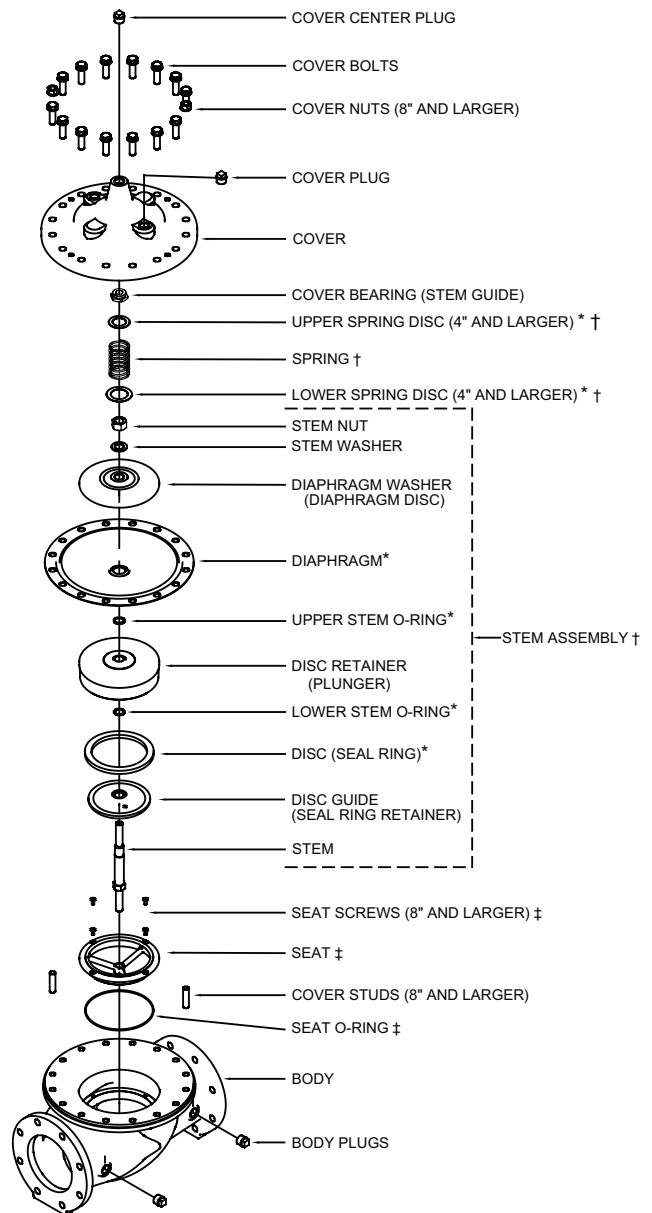 COVER CENTER PLUG
COVER BOLTS
COVER NUTS (8" AND LARGER)
COVER PLUG
COVER
COVER BEARING (STEM GUIDE)
UPPER SPRING DISC (4" AND LARGER) * †
SPRING †
LOWER SPRING DISC (4" AND LARGER) * †
STEM NUT
STEM WASHER
DIAPHRAGM WASHER
(DIAPHRAGM DISC)
DIAPHRAGM*
UPPER STEM O-RING*
STEM ASSEMBLY †
DISC RETAINER
(PLUNGER)
LOWER STEM O-RING*
DISC (SEAL RING)*
DISC GUIDE
(SEAL RING RETAINER)
STEM
SEAT SCREWS (8" AND LARGER) ‡
SEAT ‡
COVER STUDS (8" AND LARGER)
SEAT O-RING ‡
BODY
BODY PLUGS